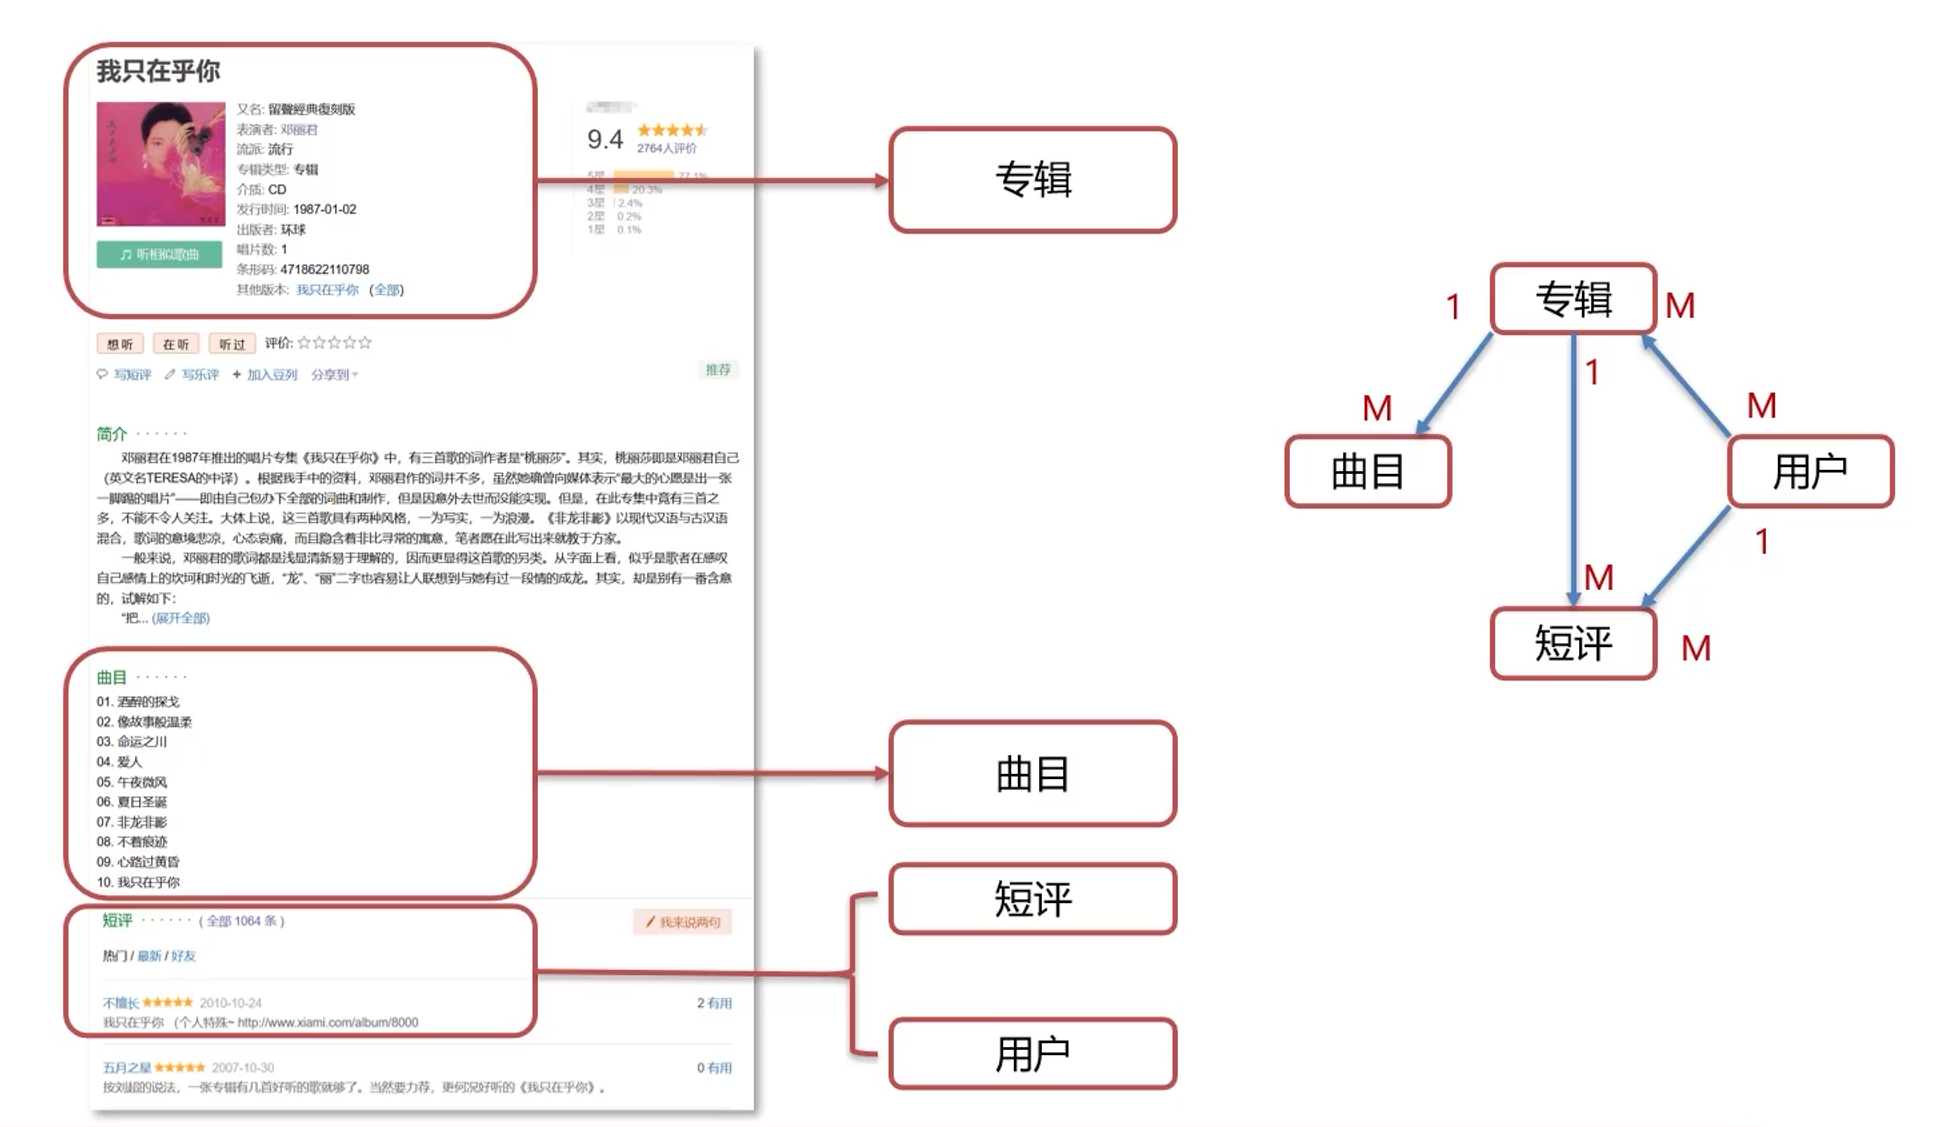 我只在乎你
又名: 留聲經典復刻版
表演者: 邓丽君
流派: 流行
专辑类型: 专辑
介质: CD
发行时间: 1987-01-02
出版者: 环球
唱片数: 1
条形码: 4718622110798
其他版本: 我只在乎你 (全部)
听相似歌曲
9.4
2764人评价
5星 77.1%
4星 20.3%
3星 2.4%
2星 0.2%
1星 0.1%
想听 在听 听过 评价:
写短评 写乐评 + 加入豆列 分享到
推荐
简介 · · · · · ·
邓丽君在1987年推出的唱片专集《我只在乎你》中，有三首歌的词作者是“桃丽莎”。其实，桃丽莎即是邓丽君自己
（英文名TERESA的中译）。根据我手中的资料，邓丽君作的词并不多，虽然她确曾向媒体表示“最大的心愿是出一张
一脚踢的唱片”——即由自己包办下全部的词曲和制作，但是因意外去世而没能实现。但是，在此专集中竟有三首之
多，不能不令人关注。大体上说，这三首歌具有两种风格，一为写实，一为浪漫。《非龙非影》以现代汉语与古汉语
混合，歌词的意境悲凉，心态哀痛，而且隐含着非比寻常的寓意，笔者愿在此写出来就教于方家。
一般来说，邓丽君的歌词都是浅显清新易于理解的，因而更显得这首歌的另类。从字面上看，似乎是歌者在感叹
自己感情上的坎坷和时光的飞逝，“龙”、“丽”二字也容易让人联想到与她有过一段情的成龙。其实，却是别有一番含意
的，试解如下：
“把... (展开全部)
曲目 · · · · · ·
01. 酒醉的探戈
02. 像故事般温柔
03. 命运之川
04. 爱人
05. 午夜微风
06. 夏日圣诞
07. 非龙非影
08. 不着痕迹
09. 心路过黄昏
10. 我只在乎你
短评 · · · · · · ( 全部 1064 条 )
我来说两句
热门 / 最新 / 好友
不擅长 2010-10-24 2 有用
我只在乎你 （个人特殊~ http://www.xiami.com/album/8000
五月之星 2007-10-30 0 有用
按刘超的说法，一张专辑有几首好听的歌就够了。当然要力荐，更何况好听的《我只在乎你》。
专辑
曲目
短评
用户
专辑
1
M
1
M
M
曲目
用户
1
M
短评
M